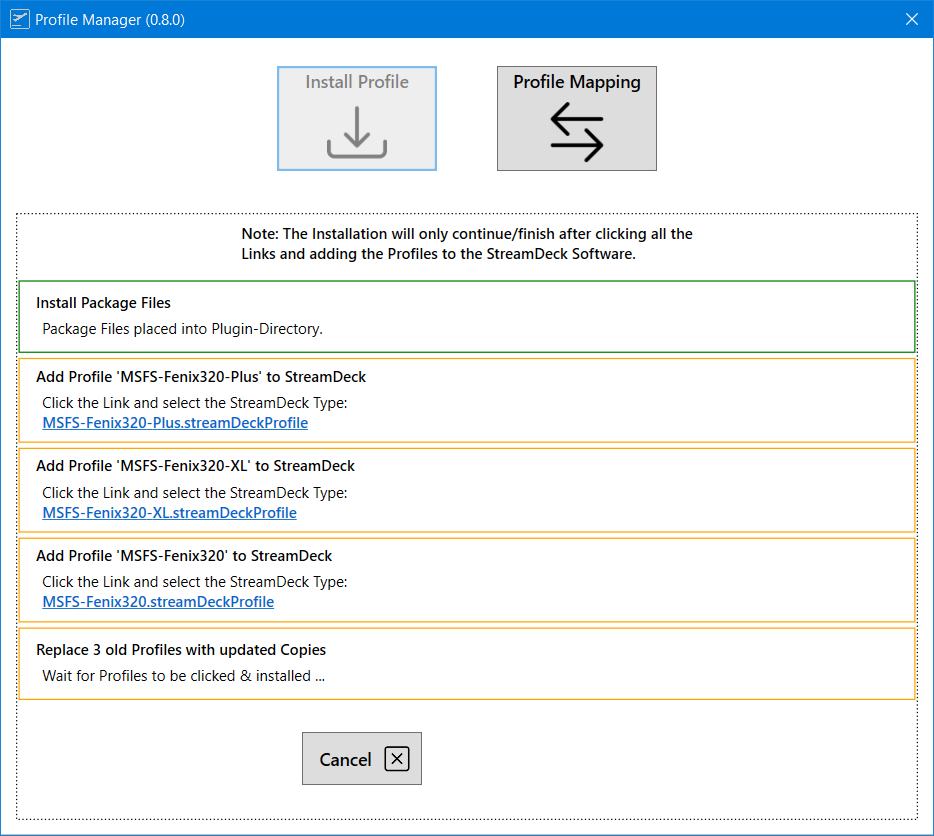 Profile Manager (0.8.0)
Install Profile
Profile Mapping
Note: The Installation will only continue/finish after clicking all the
Links and adding the Profiles to the StreamDeck Software.
Install Package Files
Package Files placed into Plugin-Directory.
Add Profile 'MSFS-Fenix320-Plus' to StreamDeck
Click the Link and select the StreamDeck Type:
MSFS-Fenix320-Plus.streamDeckProfile
Add Profile 'MSFS-Fenix320-XL' to StreamDeck
Click the Link and select the StreamDeck Type:
MSFS-Fenix320-XL.streamDeckProfile
Add Profile 'MSFS-Fenix320' to StreamDeck
Click the Link and select the StreamDeck Type:
MSFS-Fenix320.streamDeckProfile
Replace 3 old Profiles with updated Copies
Wait for Profiles to be clicked & installed ...
Cancel